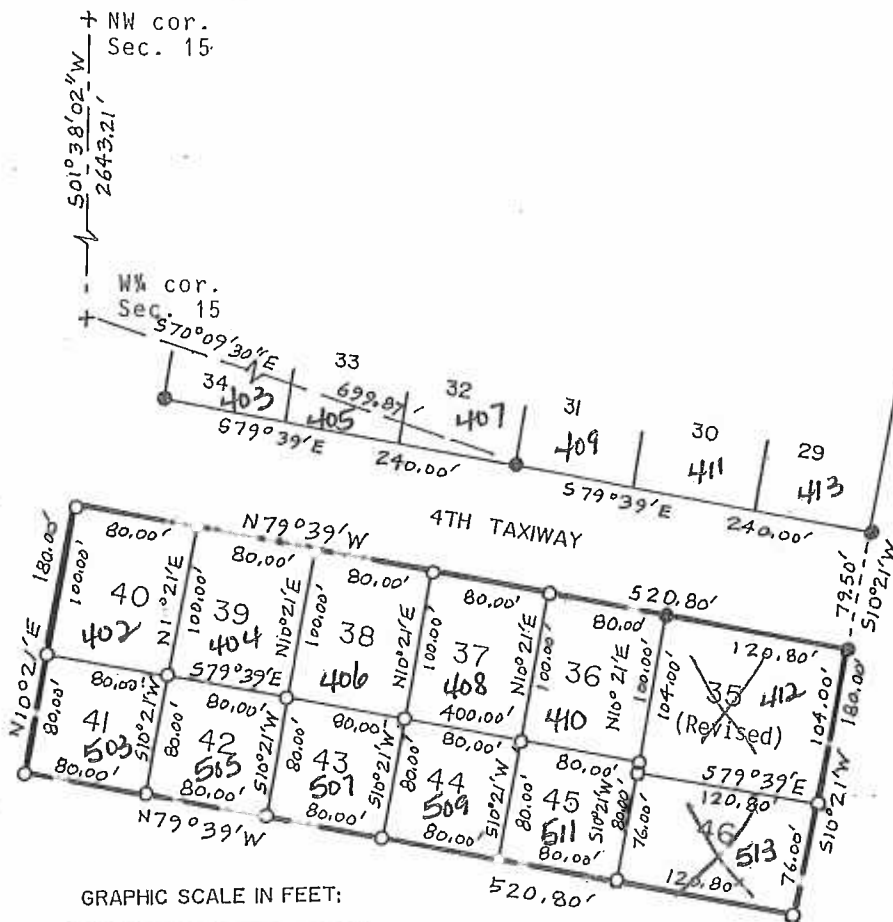 NW cor.
Sec. 15
S01°38'02"W
2643.21'
W¼ cor.
Sec. 15
S70°09'30"E
699.87'
34
403
33
405
32
407
31
409
30
411
29
413
S79°39'E
240.00'
S79°39'E
240.00'
4TH TAXIWAY
79.50'
S10°21'W
N79°39'W
520.80'
180.00'
N10°21'E
80.00'
100.00'
40
402
N1°21'E
80.00'
100.00'
39
404
N10°21'E
80.00'
100.00'
38
406
N10°21'E
80.00'
100.00'
37
408
N10°21'E
80.00'
100.00'
36
410
N10°21'E
100.00'
120.80'
104.00'
35
412
(Revised)
104.00'
180.00'
S79°39'E
400.00'
80.00'
80.00'
41
503
80.00'
S10°21'W
80.00'
80.00'
42
505
80.00'
S10°21'W
80.00'
80.00'
43
507
80.00'
S10°21'W
80.00'
80.00'
44
509
80.00'
S10°21'W
80.00'
80.00'
45
511
80.00'
S10°21'W
80.00'
76.00'
S79°39'E
120.80'
46
513
120.80'
76.00'
S10°21'W
N79°39'W
520.80'
GRAPHIC SCALE IN FEET: